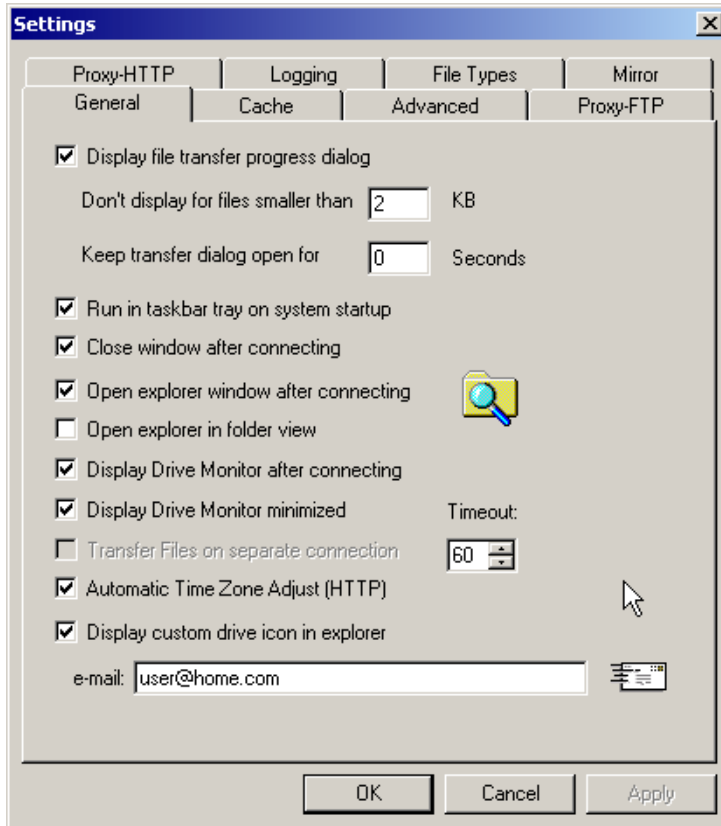 Settings
Proxy-HTTP Logging File Types Mirror
General Cache Advanced Proxy-FTP
Display file transfer progress dialog
Don't display for files smaller than 2 KB
Keep transfer dialog open for 0 Seconds
Run in taskbar tray on system startup
Close window after connecting
Open explorer window after connecting
Open explorer in folder view
Display Drive Monitor after connecting
Display Drive Monitor minimized Timeout:
Transfer Files on separate connection 60
Automatic Time Zone Adjust (HTTP)
Display custom drive icon in explorer
e-mail: user@home.com
OK Cancel Apply